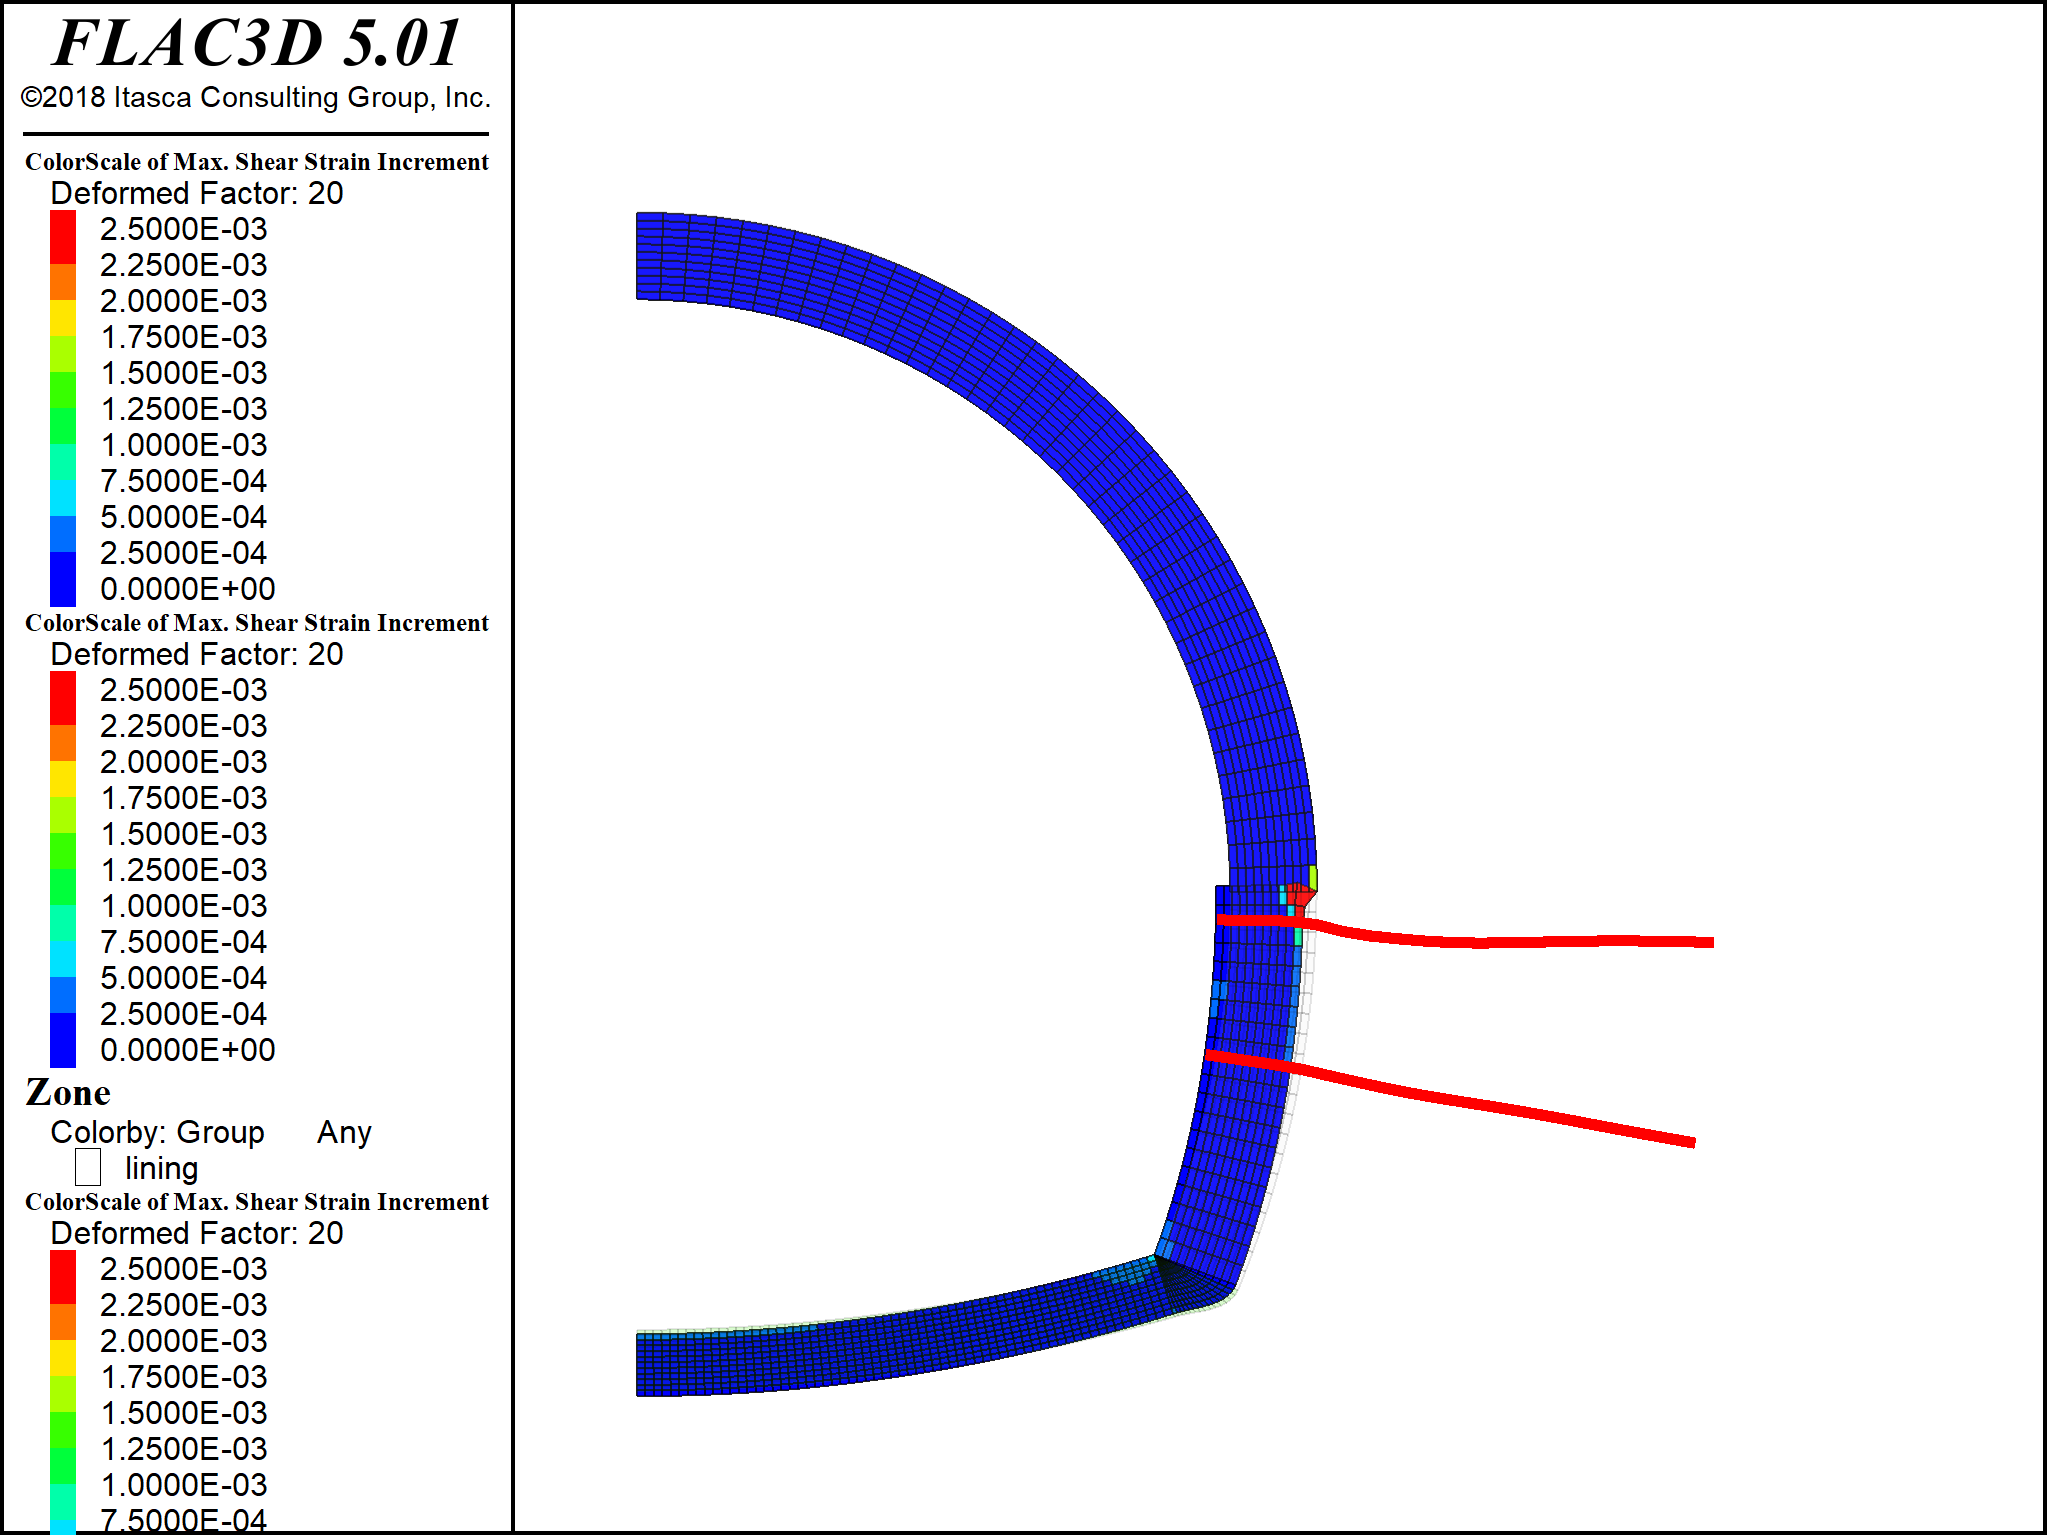 FLAC3D 5.01
©2018 Itasca Consulting Group, Inc.
ColorScale of Max. Shear Strain Increment
Deformed Factor: 20
2.5000E-03
2.2500E-03
2.0000E-03
1.7500E-03
1.5000E-03
1.2500E-03
1.0000E-03
7.5000E-04
5.0000E-04
2.5000E-04
0.0000E+00
ColorScale of Max. Shear Strain Increment
Deformed Factor: 20
2.5000E-03
2.2500E-03
2.0000E-03
1.7500E-03
1.5000E-03
1.2500E-03
1.0000E-03
7.5000E-04
5.0000E-04
2.5000E-04
0.0000E+00
Zone
Colorby: Group Any
lining
ColorScale of Max. Shear Strain Increment
Deformed Factor: 20
2.5000E-03
2.2500E-03
2.0000E-03
1.7500E-03
1.5000E-03
1.2500E-03
1.0000E-03
7.5000E-04